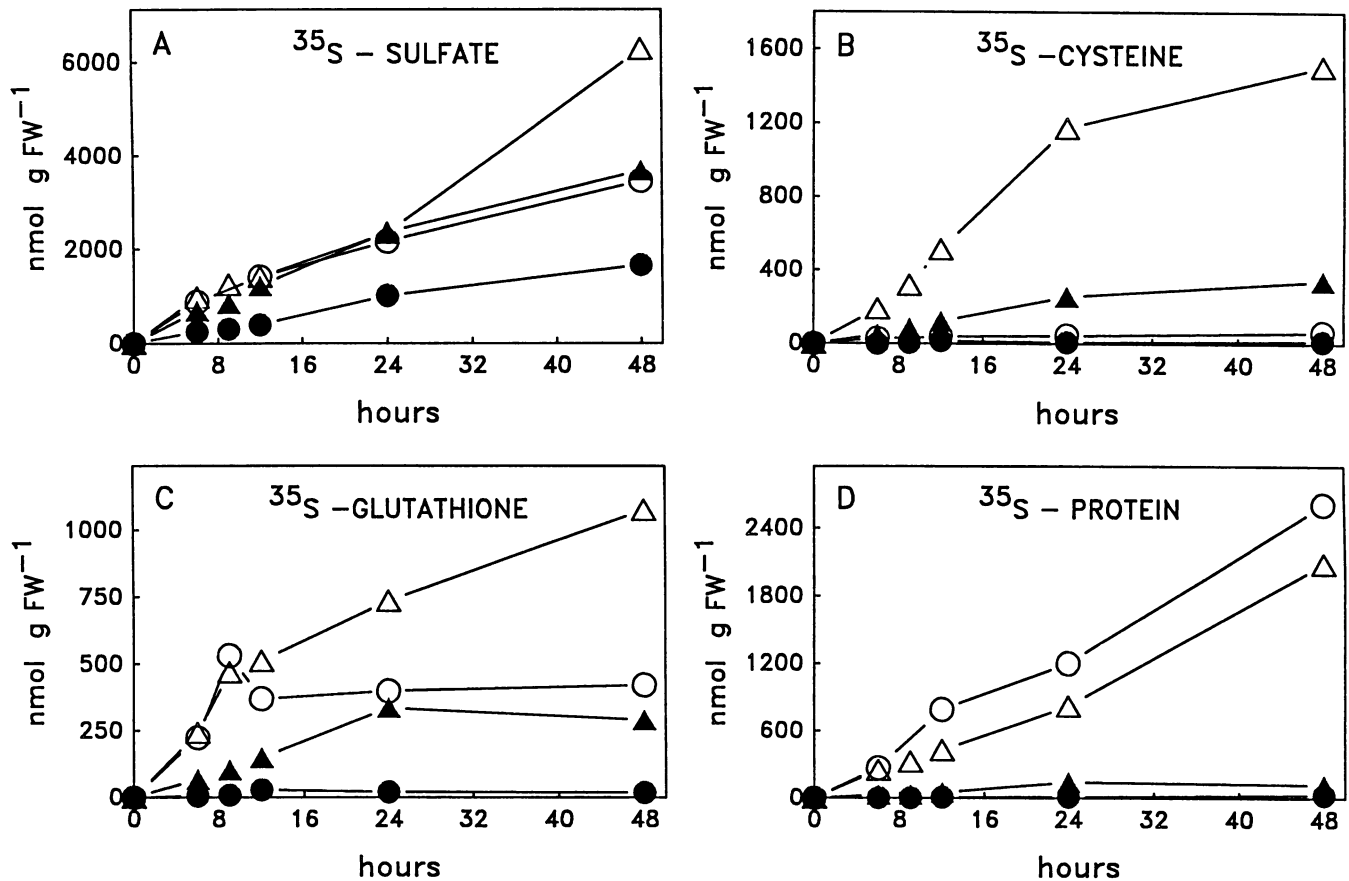 A
³⁵S – SULFATE
6000
4000
2000
0
nmol g FW⁻¹
0 8 16 24 32 40 48
hours
B
³⁵S –CYSTEINE
1600
1200
800
400
0
nmol g FW⁻¹
0 8 16 24 32 40 48
hours
C
³⁵S –GLUTATHIONE
1000
750
500
250
0
nmol g FW⁻¹
0 8 16 24 32 40 48
hours
D
³⁵S – PROTEIN
2400
1800
1200
600
0
nmol g FW⁻¹
0 8 16 24 32 40 48
hours